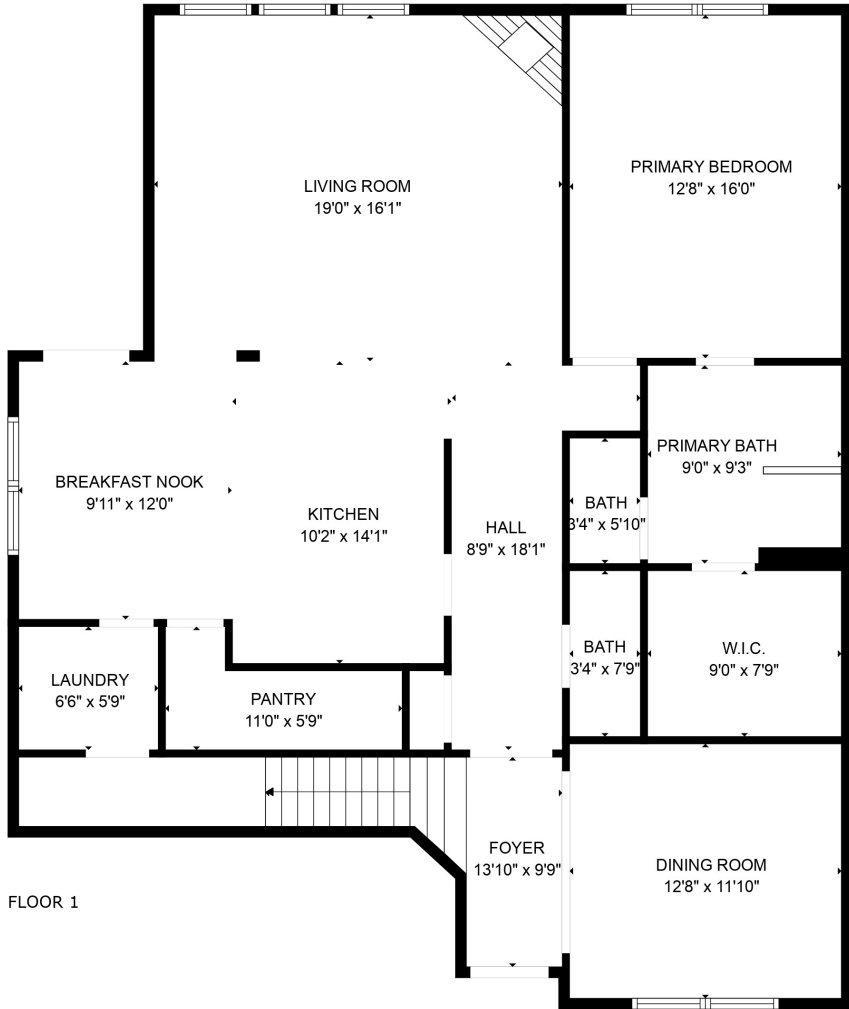 LIVING ROOM
19'0" x 16'1"
PRIMARY BEDROOM
12'8" x 16'0"
BREAKFAST NOOK
9'11" x 12'0"
KITCHEN
10'2" x 14'1"
HALL
8'9" x 18'1"
BATH
3'4" x 5'10"
PRIMARY BATH
9'0" x 9'3"
BATH
3'4" x 7'9"
W.I.C.
9'0" x 7'9"
LAUNDRY
6'6" x 5'9"
PANTRY
11'0" x 5'9"
FOYER
13'10" x 9'9"
DINING ROOM
12'8" x 11'10"
FLOOR 1